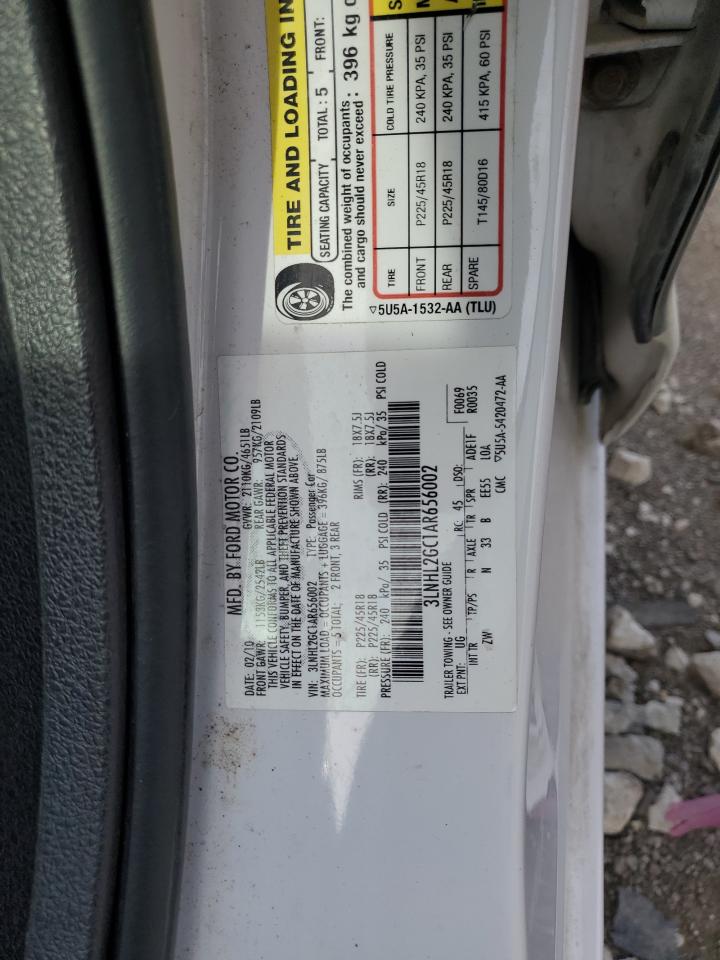 TIRE AND LOADING IN
SEATING CAPACITY TOTAL : 5 FRONT:
The combined weight of occupants
and cargo should never exceed : 396 kg
TIRE SIZE COLD TIRE PRESSURE
FRONT P225/45R18 240 KPA, 35 PSI
REAR P225/45R18 240 KPA, 35 PSI
SPARE T145/80D16 415 KPA, 60 PSI
5U5A-1532-AA (TLU)
MFD. BY FORD MOTOR CO.
DATE: 02/10 GVWR: 2110KG/4651LB
FRONT GAWR: 1153KG/2542LB REAR GAWR: 957KG/2109LB
THIS VEHICLE CONFORMS TO ALL APPLICABLE FEDERAL MOTOR
VEHICLE SAFETY, BUMPER, AND THEFT PREVENTION STANDARDS
IN EFFECT ON THE DATE OF MANUFACTURE SHOWN ABOVE.
VIN: 3LNHL2GC1AR656002 TYPE: Passenger Car
MAXIMUM LOAD = OCCUPANTS + LUGGAGE = 396KG/ 875LB
OCCUPANTS = 5 TOTAL; 2 FRONT, 3 REAR
TIRE (FR): P225/45R18 RIMS (FR): 18X7.5J
(RR): P225/45R18 (RR): 18X7.5J
PRESSURE (FR): 240 kPa/ 35 PSI COLD (RR): 240 kPa/ 35 PSI COLD
3LNHL2GC1AR656002
TRAILER TOWING - SEE OWNER GUIDE F0069
R0035
EXT PNT: UG RC: 45 DSO:
INT TR TP/PS R AXLE TR SPR ADE1F
ZW N 33 B EE55 10A
CMC 5U5A-5420472-AA